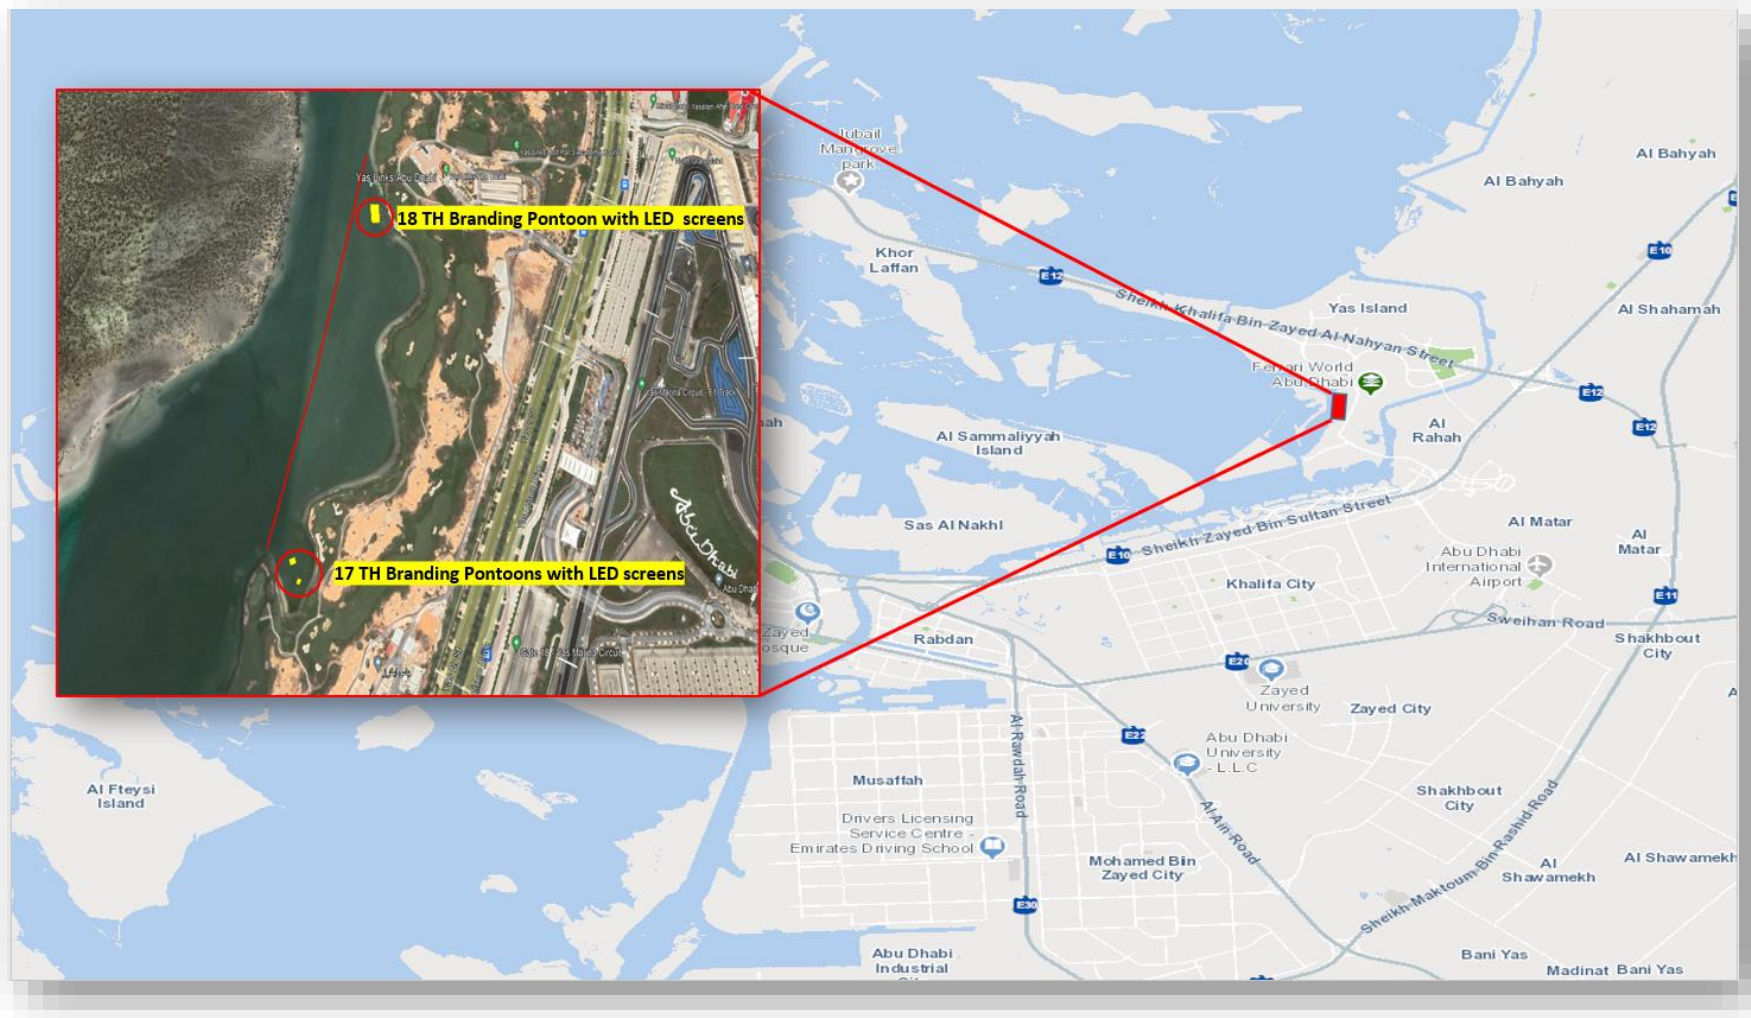 Yas Links Abu Dhabi
18 TH Branding Pontoon with LED screens
Yas Marina Circuit - F1 Track
Abu Dhabi
17 TH Branding Pontoons with LED screens
Jubail
Mangrove
park
Al Bahyah
Al Bahyah
Khor
Laffan
E12
E10
Sheikh Khalifa Bin Zayed Al Nahyan Street
Yas Island
Al Shahamah
Ferrari World
Abu Dhabi
E12
E12
Al
Rahah
Al Sammaliyyah
Island
Sas Al Nakhl
E10
Sheikh Zayed Bin Sultan Street
Al Matar
Al
Matar
Abu Dhabi
International
Airport
Khalifa City
E11
Sweihan Road
Shakhbout
City
Zayed
Rabdan
E20
Zayed
University
Zayed City
E22
Abu Dhabi
University
- L.L.C
Al Rawdah Road
Musaffah
Al Fteysi
Island
Shakhbout
City
Al Ain Road
Drivers Licensing
Service Centre -
Emirates Driving School
Mohamed Bin
Zayed City
Sheikh Maktoum Bin Rashid Road
Al
Shawamekh
Al Shawamekh
E30
Abu Dhabi
Industrial
Bani Yas
Madinat Bani Yas